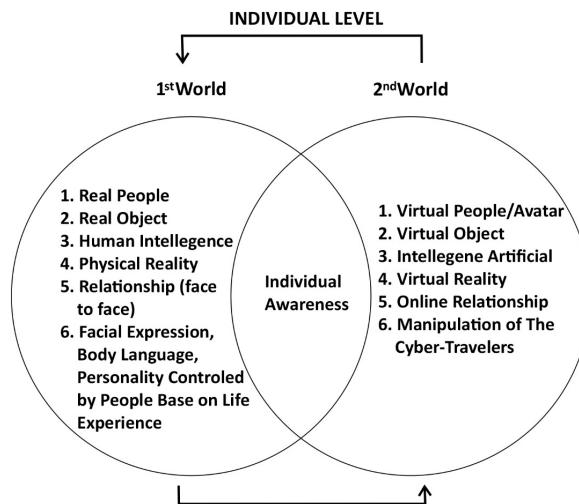 INDIVIDUAL LEVEL
1stWorld
2ndWorld
1. Real People
2. Real Object
3. Human Intellegence
4. Physical Reality
5. Relationship (face
to face)
6. Facial Expression,
Body Language,
Personality Controled
by People Base on Life
Experience
Individual
Awareness
1. Virtual People/Avatar
2. Virtual Object
3. Intellegene Artificial
4. Virtual Reality
5. Online Relationship
6. Manipulation of The
Cyber-Travelers